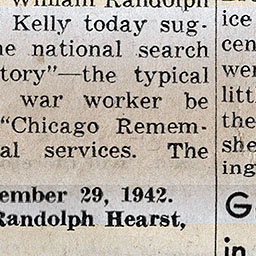 William Randolph
Kelly today sug-
he national search
tory"—the typical
war worker be
"Chicago Remem-
al services. The
ember 29, 1942.
Randolph Hearst,
ice
cen
wer
litt
the
she
ing
G
in